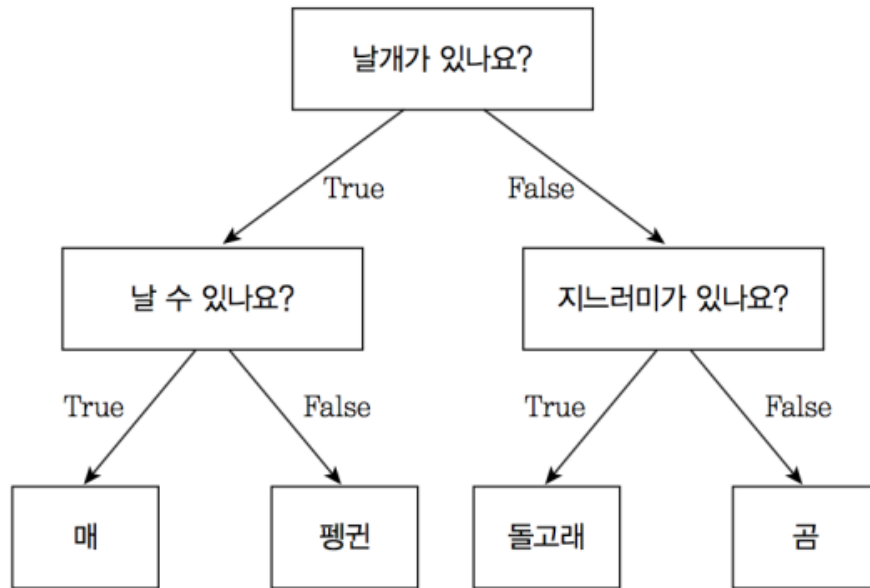 날개가 있나요?
True
False
날 수 있나요?
지느러미가 있나요?
True
False
True
False
매
펭귄
돌고래
곰